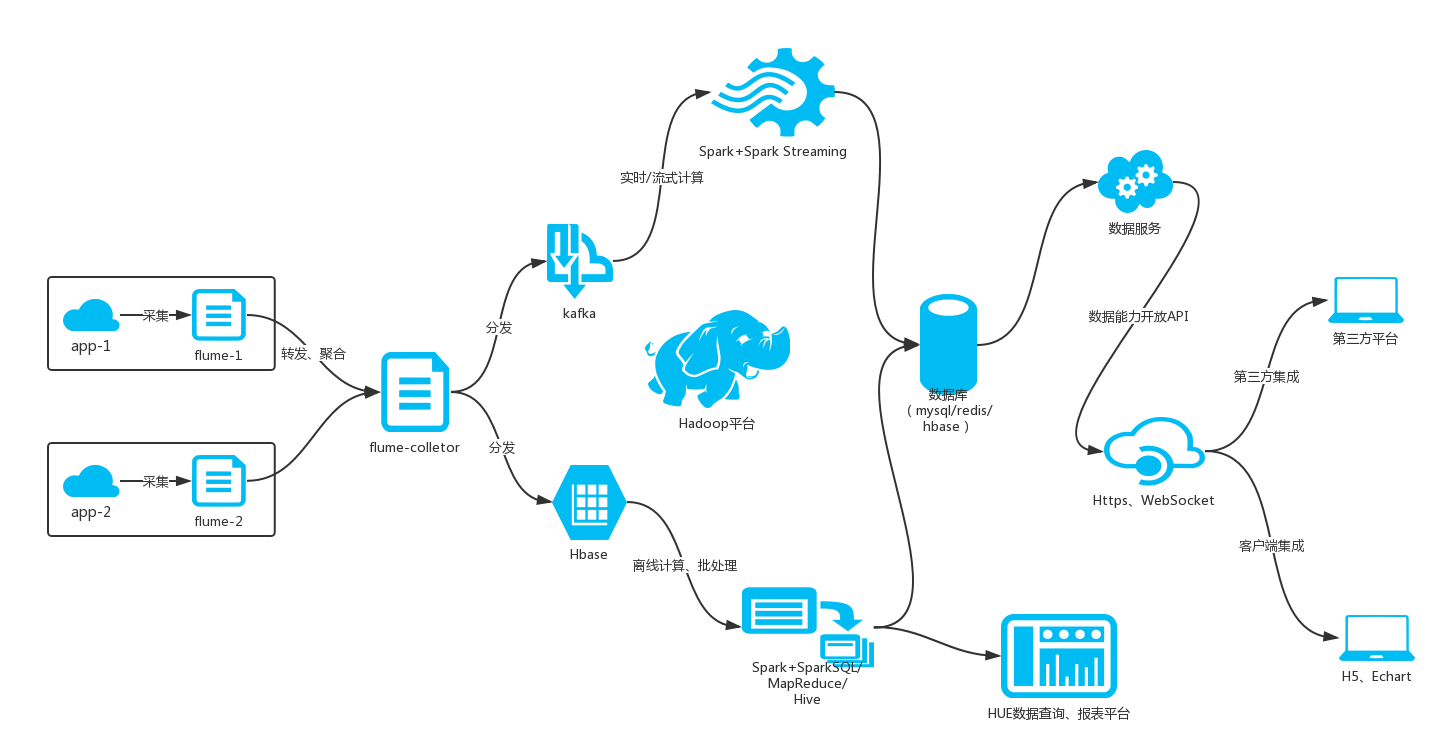 Spark+Spark Streaming
实时/流式计算
数据服务
kafka
数据能力开放API
采集
app-1
flume-1
转发、聚合
分发
第三方平台
第三方集成
数据库
（mysql/redis/
hbase）
Hadoop平台
flume-colletor
分发
采集
app-2
flume-2
Https、WebSocket
Hbase
离线计算、批处理
客户端集成
Spark+SparkSQL/
MapReduce/
Hive
H5、Echart
HUE数据查询、报表平台